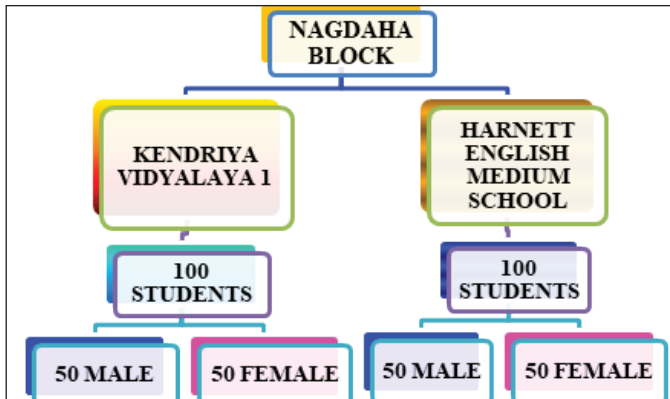 NAGDAHA
BLOCK
KENDRIYA
VIDYALAYA 1
HARNETT
ENGLISH
MEDIUM
SCHOOL
100
STUDENTS
100
STUDENTS
50 MALE
50 FEMALE
50 MALE
50 FEMALE